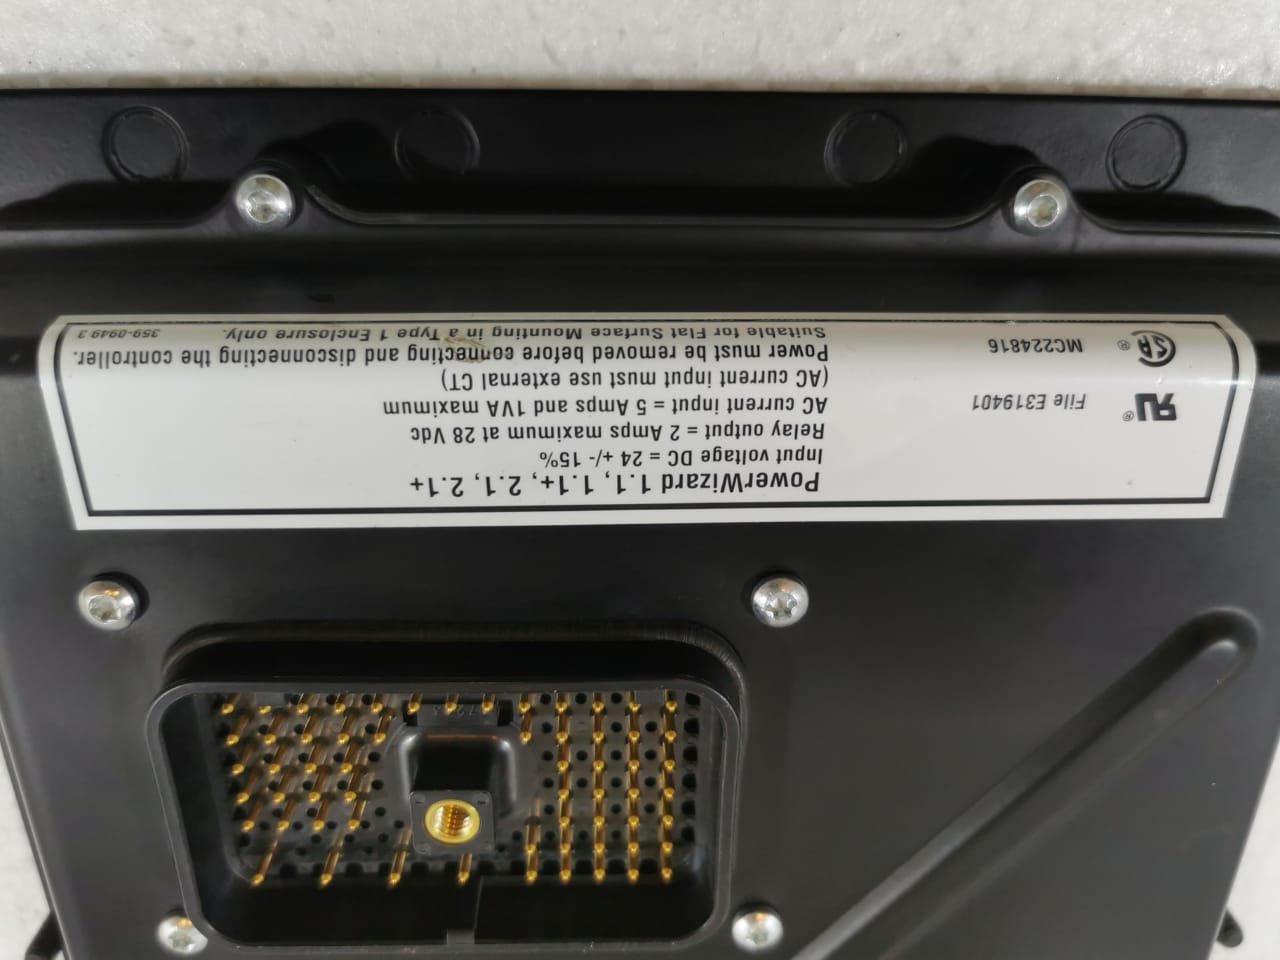 PowerWizard 1.1, 1.1+, 2.1, 2.1+
Input voltage DC = 24 +/- 15%
Relay output = 2 Amps maximum at 28 Vdc
AC current input = 5 Amps and 1VA maximum
(AC current input must use external CT)
Power must be removed before connecting and disconnecting the controller.
Suitable for Flat Surface Mounting in a Type 1 Enclosure only.
359-0949 3
RU ®
File E319401
SA ®
MC224816